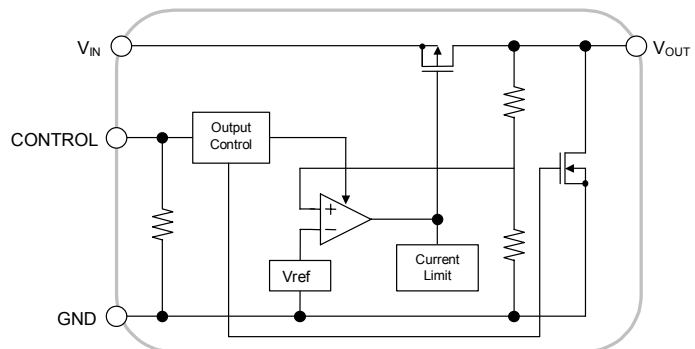 VIN
VOUT
CONTROL
Output
Control
+
−
Vref
Current
Limit
GND